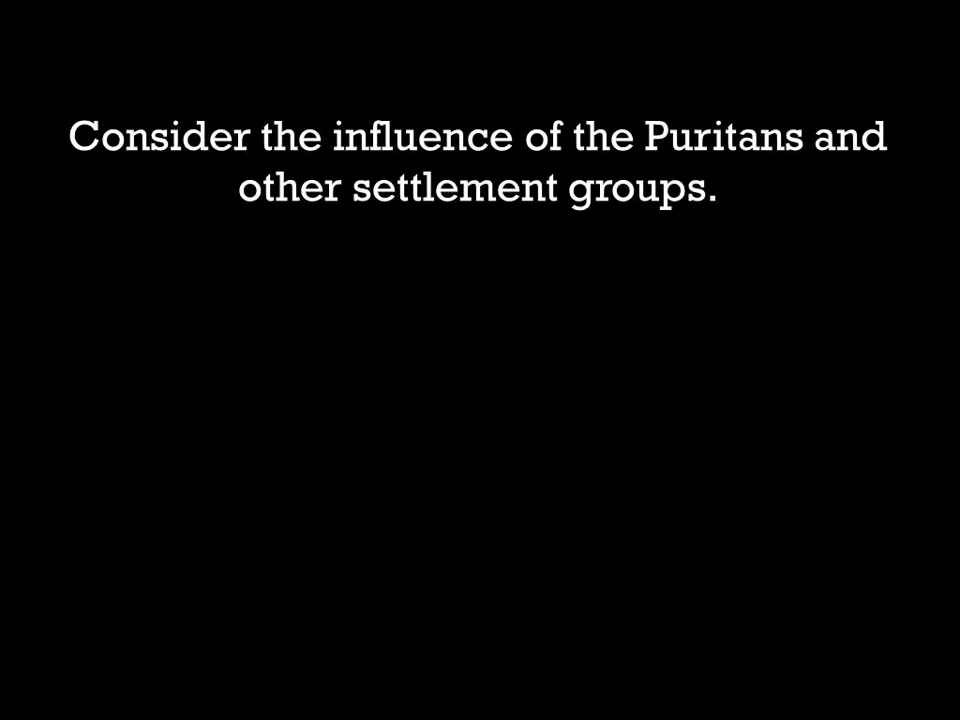 Consider the influence of the Puritans and
other settlement groups.